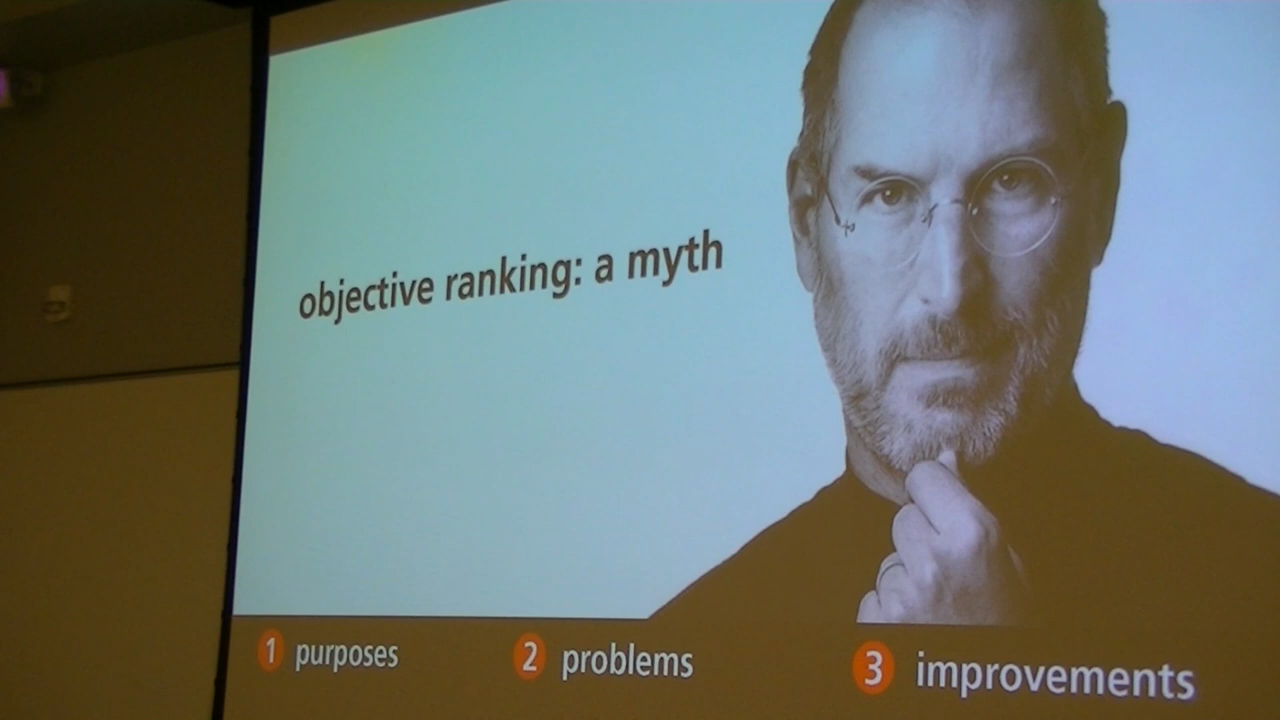 objective ranking: a myth
1 purposes 2 problems 3 improvements